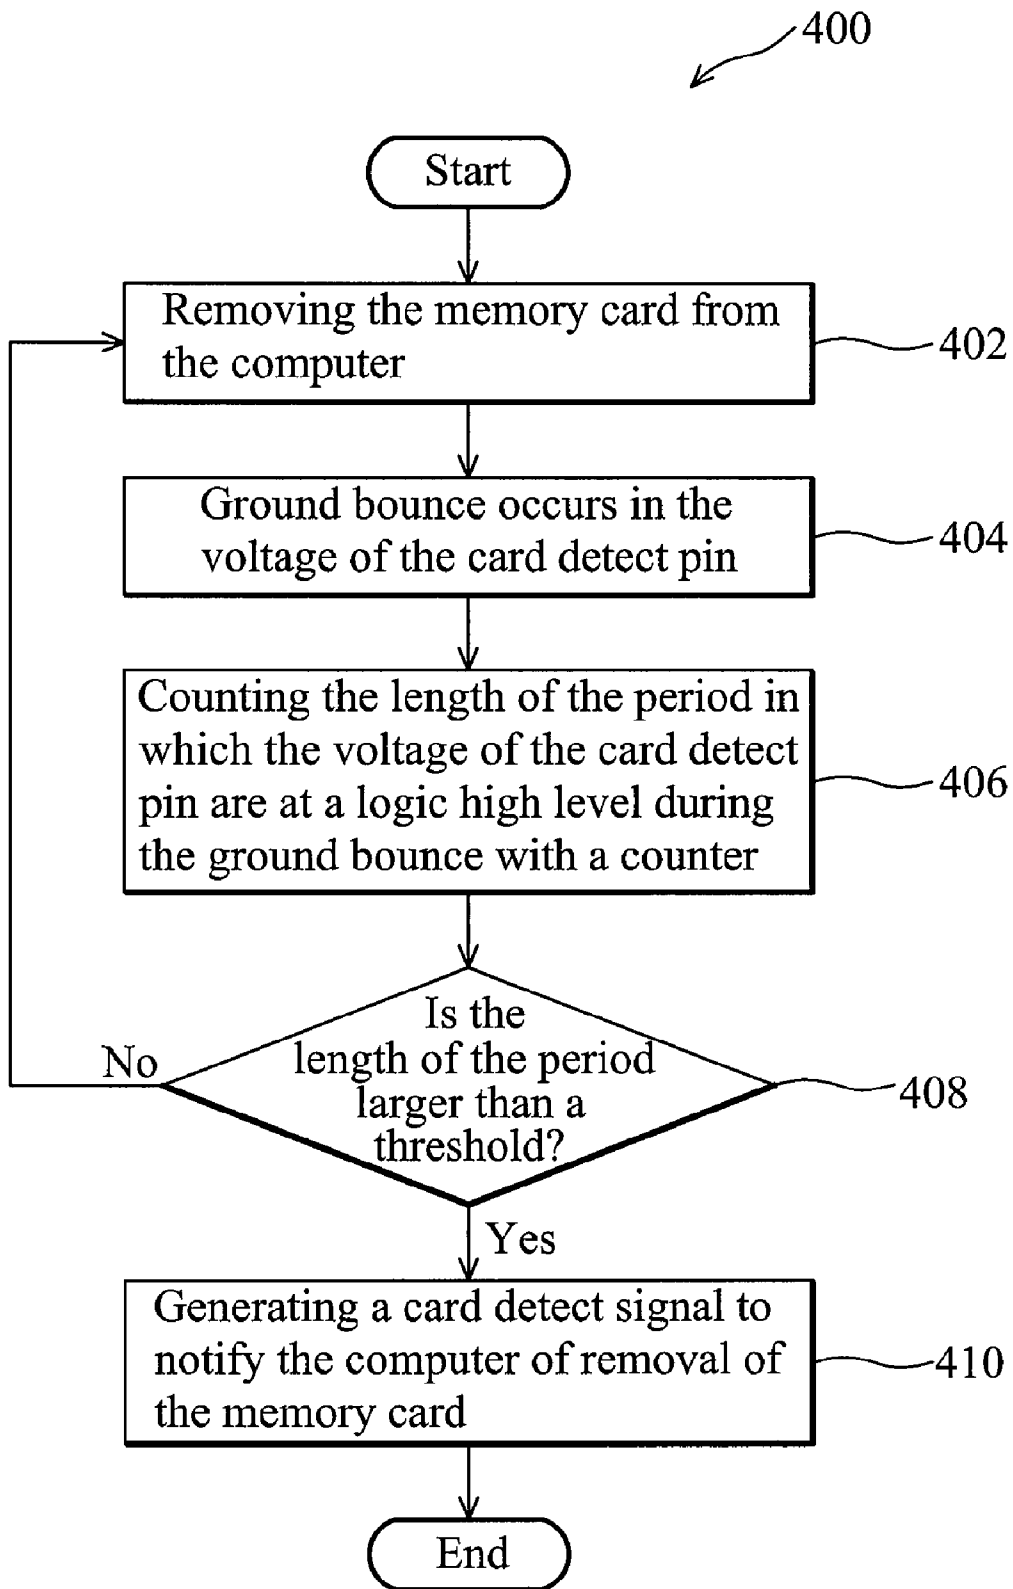 400
Start
Removing the memory card from
the computer
402
Ground bounce occurs in the
voltage of the card detect pin
404
Counting the length of the period in
which the voltage of the card detect
pin are at a logic high level during
the ground bounce with a counter
406
Is the
length of the period
larger than a
threshold?
No
408
Yes
Generating a card detect signal to
notify the computer of removal of
the memory card
410
End